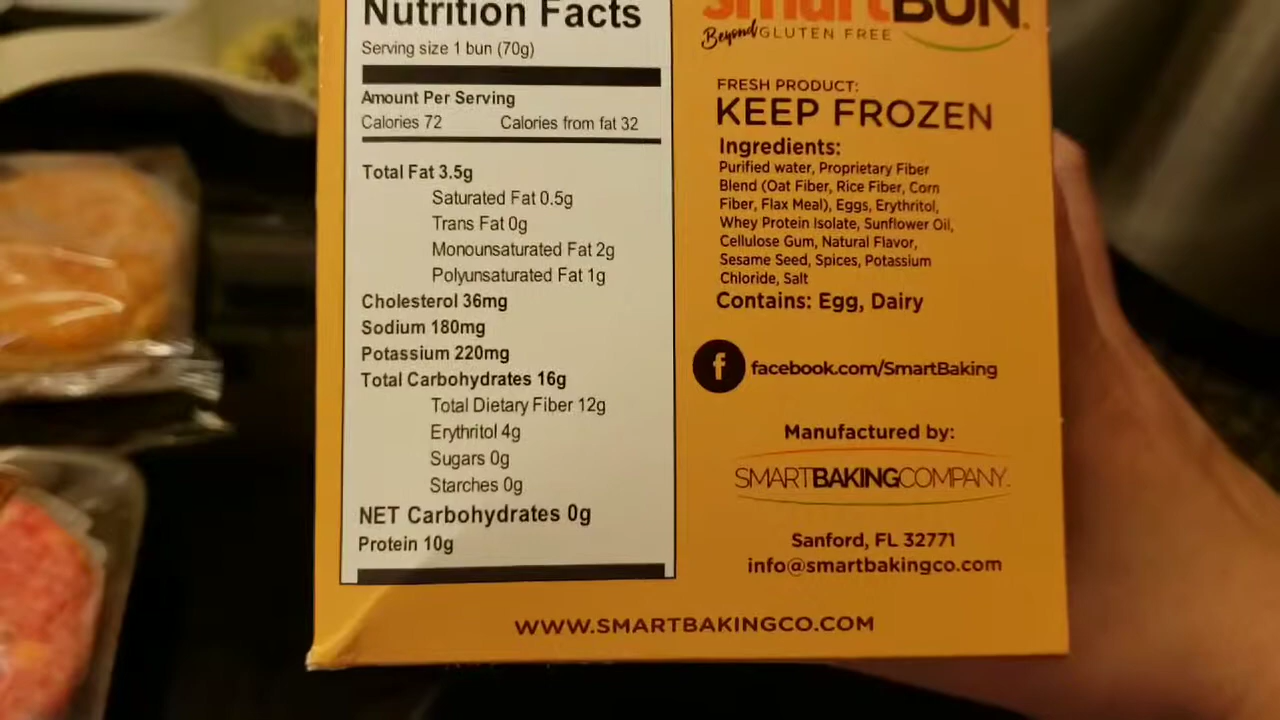 Nutrition Facts
Serving size 1 bun (70g)
Amount Per Serving
Calories 72 Calories from fat 32
Total Fat 3.5g
Saturated Fat 0.5g
Trans Fat 0g
Monounsaturated Fat 2g
Polyunsaturated Fat 1g
Cholesterol 36mg
Sodium 180mg
Potassium 220mg
Total Carbohydrates 16g
Total Dietary Fiber 12g
Erythritol 4g
Sugars 0g
Starches 0g
NET Carbohydrates 0g
Protein 10g
smartBUN®
Beyond GLUTEN FREE
FRESH PRODUCT:
KEEP FROZEN
Ingredients:
Purified water, Proprietary Fiber
Blend (Oat Fiber, Rice Fiber, Corn
Fiber, Flax Meal), Eggs, Erythritol,
Whey Protein Isolate, Sunflower Oil,
Cellulose Gum, Natural Flavor,
Sesame Seed, Spices, Potassium
Chloride, Salt
Contains: Egg, Dairy
f facebook.com/SmartBaking
Manufactured by:
SMARTBAKINGCOMPANY.
Sanford, FL 32771
info@smartbakingco.com
WWW.SMARTBAKINGCO.COM